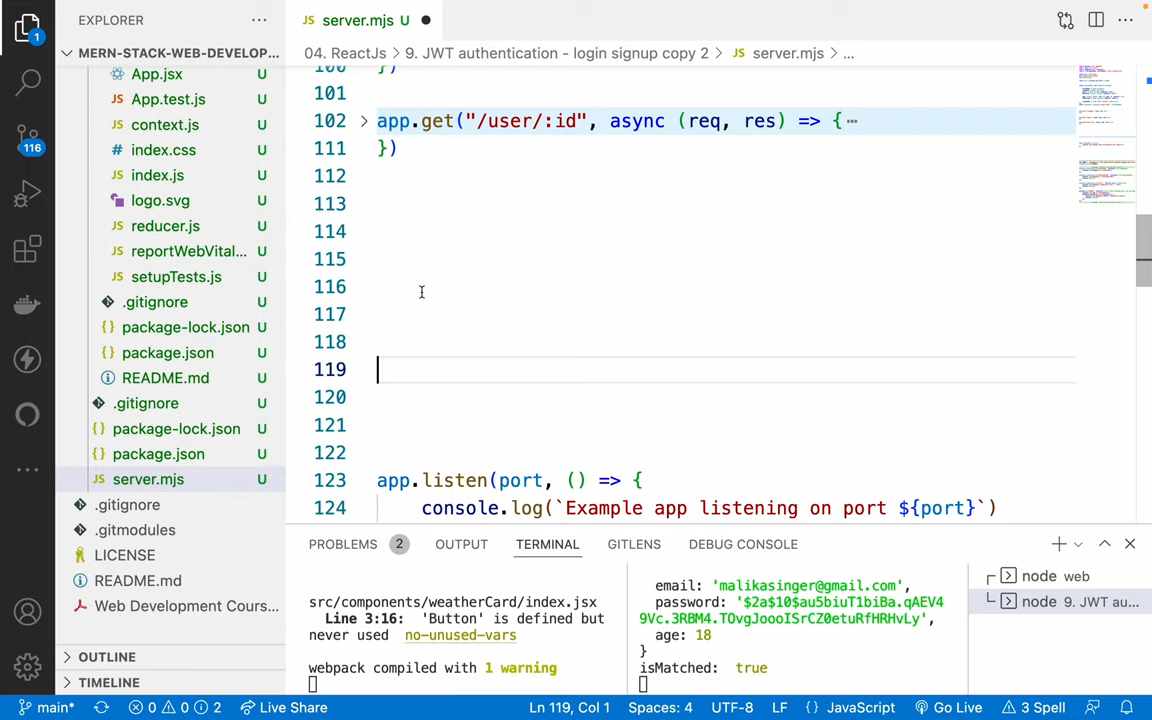 EXPLORER
MERN-STACK-WEB-DEVELOP...
App.jsx U
App.test.js U
context.js U
index.css U
index.js U
logo.svg U
reducer.js U
reportWebVital... U
setupTests.js U
.gitignore U
package-lock.json U
package.json U
README.md U
.gitignore U
package-lock.json U
package.json U
server.mjs U
.gitignore
.gitmodules
LICENSE
README.md
Web Development Cours...
OUTLINE
TIMELINE
1
116
JS server.mjs U
04. ReactJs > 9. JWT authentication - login signup copy 2 > JS server.mjs > ...
100 })
101
102 app.get("/user/:id", async (req, res) => {
111 })
112
113
114
115
116
117
118
119
120
121
122
123 app.listen(port, () => {
124 console.log(`Example app listening on port ${port}`)
PROBLEMS 2 OUTPUT TERMINAL GITLENS DEBUG CONSOLE
src/components/weatherCard/index.jsx
Line 3:16: 'Button' is defined but
never used no-unused-vars
webpack compiled with 1 warning
email: 'malikasinger@gmail.com',
password: '$2a$10$au5biuT1biBa.qAEV4
9Vc.3RBM4.TOvgJoooISrCZ0etuRfHRHvLy',
age: 18
}
isMatched: true
node web
node 9. JWT au...
main* 0 0 2 Live Share Ln 119, Col 1 Spaces: 4 UTF-8 LF {} JavaScript Go Live 3 Spell